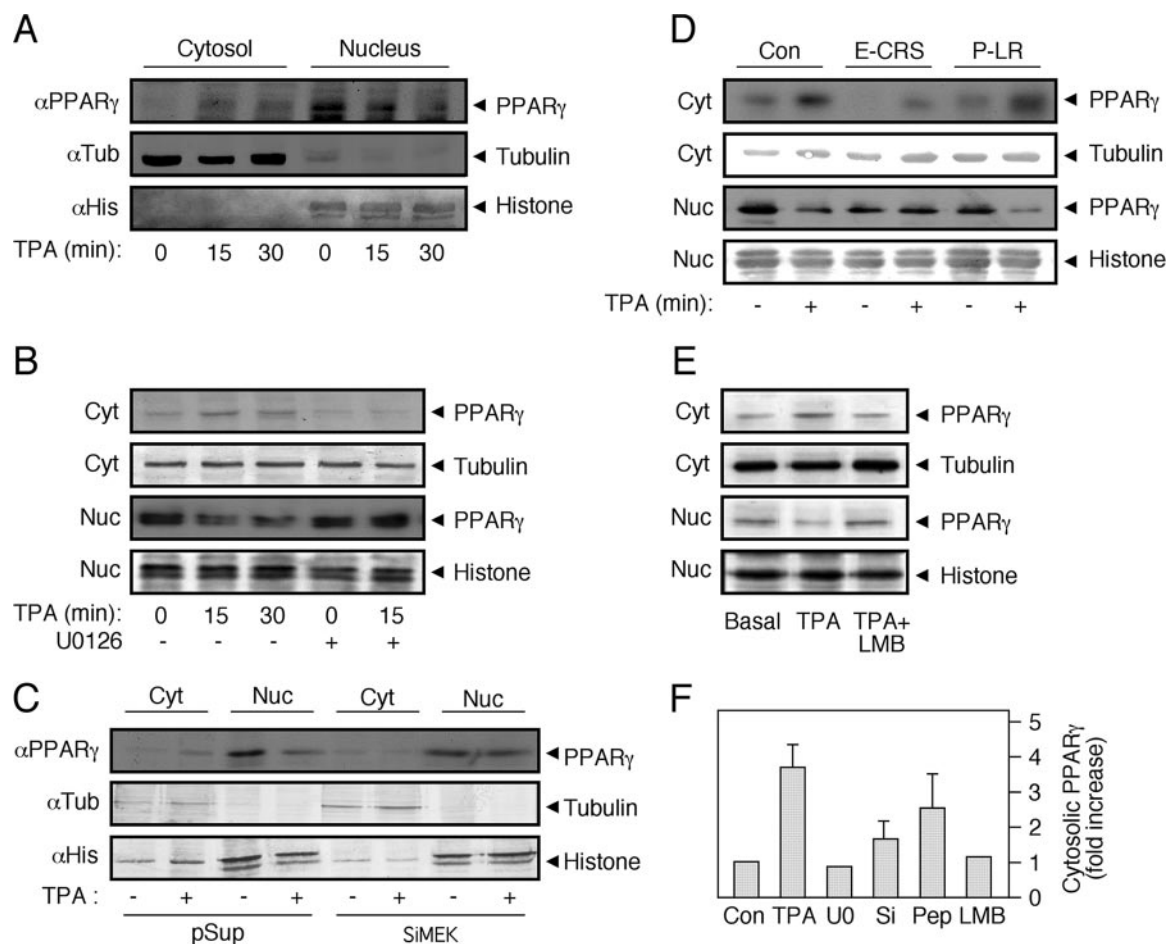 A
Cytosol Nucleus
αPPARγ PPARγ
αTub Tubulin
αHis Histone
TPA (min): 0 15 30 0 15 30
B
Cyt PPARγ
Cyt Tubulin
Nuc PPARγ
Nuc Histone
TPA (min): 0 15 30 0 15
U0126 - - - + +
C
Cyt Nuc Cyt Nuc
αPPARγ PPARγ
αTub Tubulin
αHis Histone
TPA : - + - + - + - +
pSup SiMEK
D
Con E-CRS P-LR
Cyt PPARγ
Cyt Tubulin
Nuc PPARγ
Nuc Histone
TPA (min): - + - + - +
E
Cyt PPARγ
Cyt Tubulin
Nuc PPARγ
Nuc Histone
Basal TPA TPA+
LMB
F
5
4
3
2
1
0
Cytosolic PPARγ
(fold increase)
Con TPA U0 Si Pep LMB